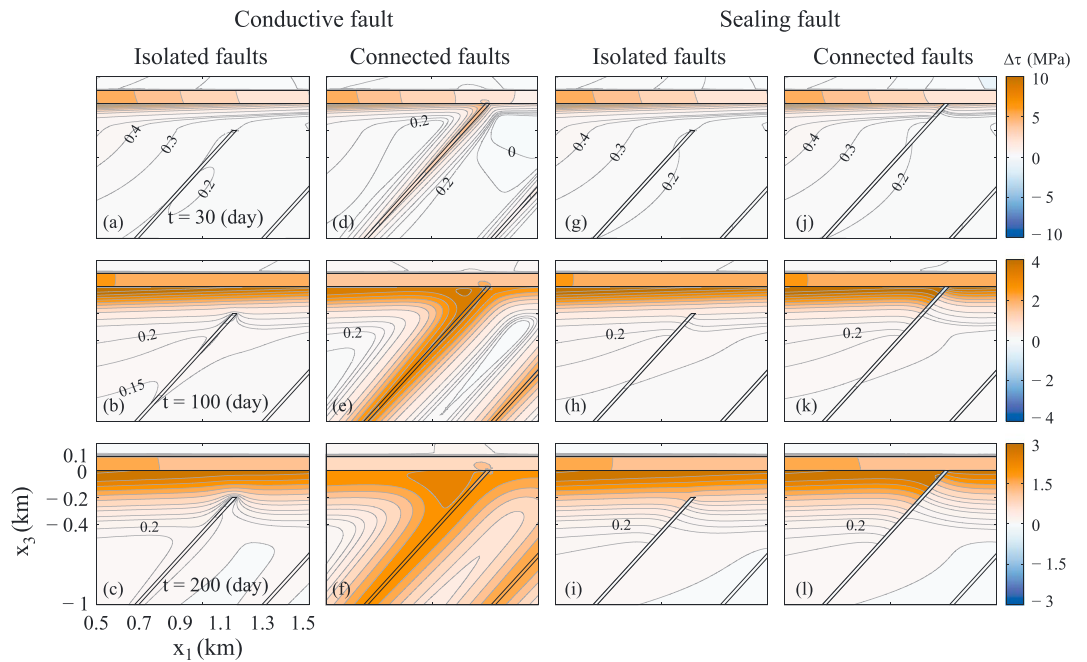 Conductive fault
Sealing fault
Isolated faults
Connected faults
Isolated faults
Connected faults
Δτ (MPa)
0.4
0.3
0.2
(a)
t = 30 (day)
0.2
0.2
0
(d)
0.4
0.3
0.2
(g)
0.4
0.3
0.2
(j)
10
5
0
− 5
− 10
0.2
0.15
(b)
t = 100 (day)
0.2
(e)
(h)
0.2
0.2
(k)
4
2
0
− 2
− 4
x3 (km)
0.1
0
− 0.2
− 0.4
− 1
0.2
(c)
t = 200 (day)
(f)
0.2
(i)
0.2
(l)
3
1.5
0
− 1.5
− 3
0.5 0.7 0.9 1.1 1.3 1.5
x1 (km)